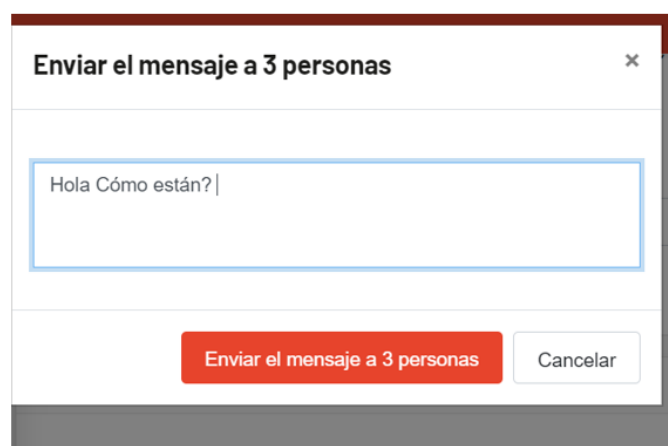 Enviar el mensaje a 3 personas ×
Hola Cómo están?
Enviar el mensaje a 3 personas Cancelar